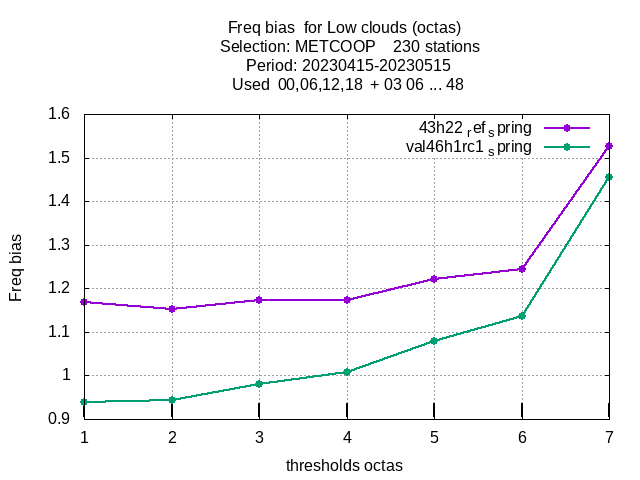 Freq bias  for Low clouds (octas)
Selection: METCOOP    230 stations
Period: 20230415-20230515
Used  00,06,12,18  + 03 06 ... 48
43h22 ref spring
val46h1rc1 spring
1.6
1.5
1.4
1.3
1.2
1.1
1
0.9
Freq bias
1 2 3 4 5 6 7
thresholds octas